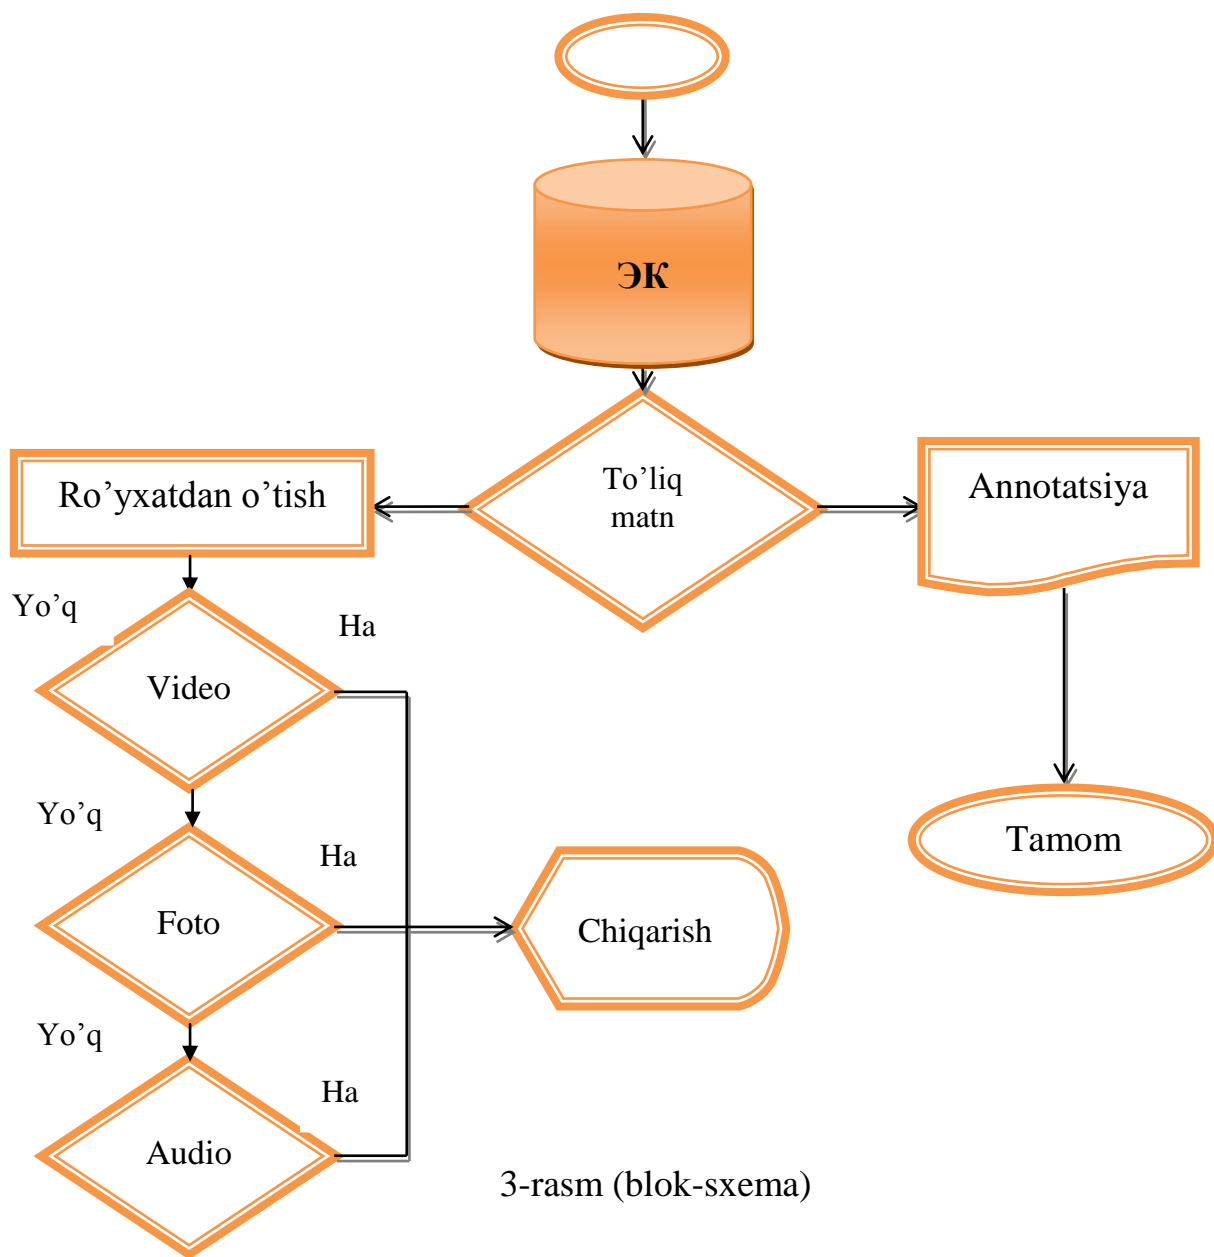 ЭК
To’liq
matn
Ro’yxatdan o’tish
Annotatsiya
Yo’q
Ha
Video
Yo’q
Ha
Tamom
Foto
Chiqarish
Yo’q
Ha
Audio
3-rasm (blok-sxema)